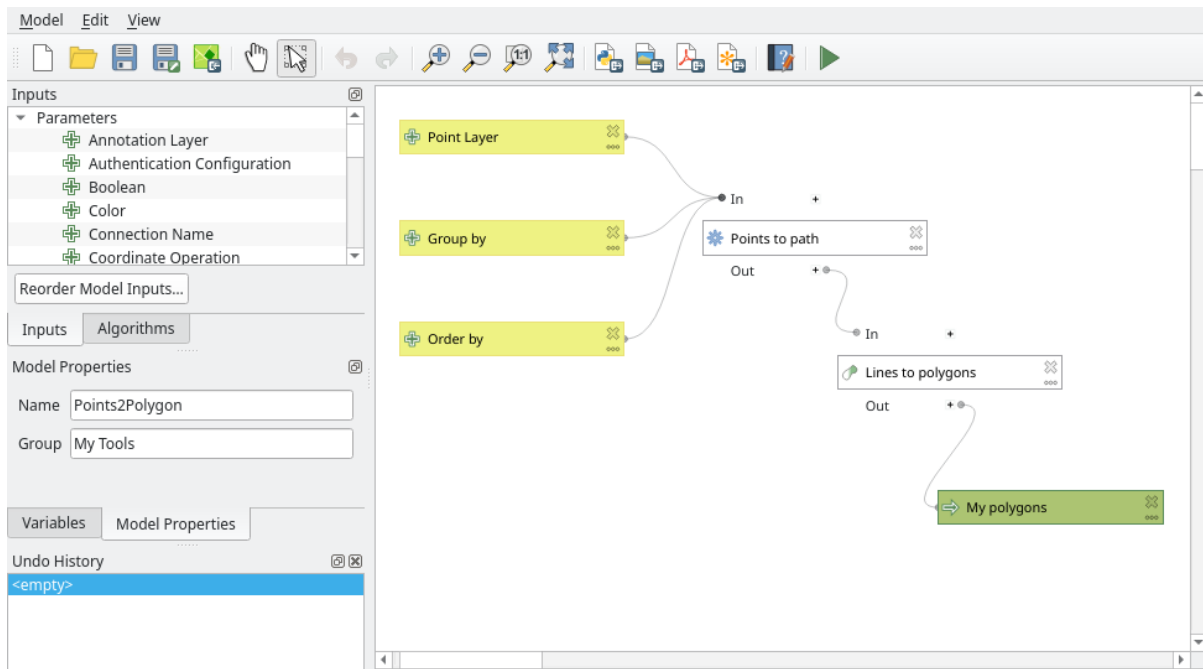 Model Edit View
1:1
Inputs
Parameters
Annotation Layer
Authentication Configuration
Boolean
Color
Connection Name
Coordinate Operation
Reorder Model Inputs...
Inputs Algorithms
Model Properties
Name Points2Polygon
Group My Tools
Variables Model Properties
Undo History
<empty>
Point Layer
Group by
Order by
In +
Points to path
Out +
In +
Lines to polygons
Out +
My polygons